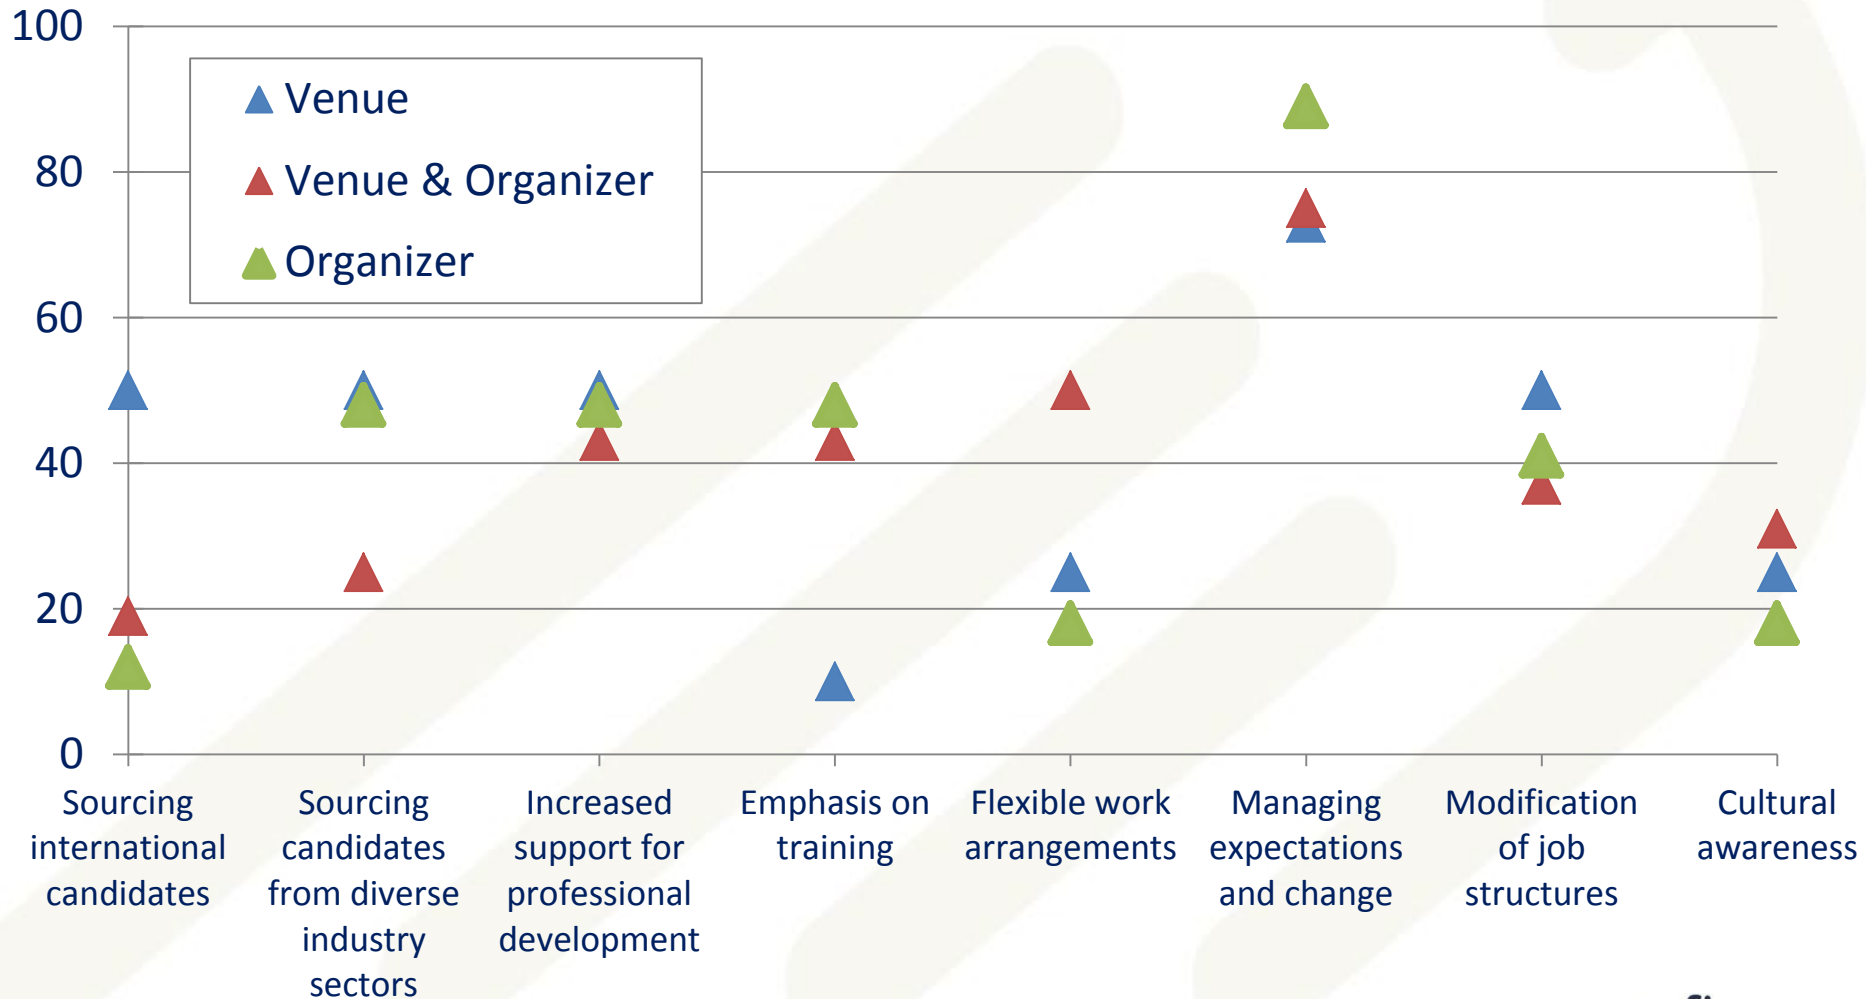 100
80
60
40
20
0
Venue
Venue & Organizer
Organizer
Sourcing
international
candidates
Sourcing
candidates
from diverse
industry
sectors
Increased
support for
professional
development
Emphasis on
training
Flexible work
arrangements
Managing
expectations
and change
Modification
of job
structures
Cultural
awareness